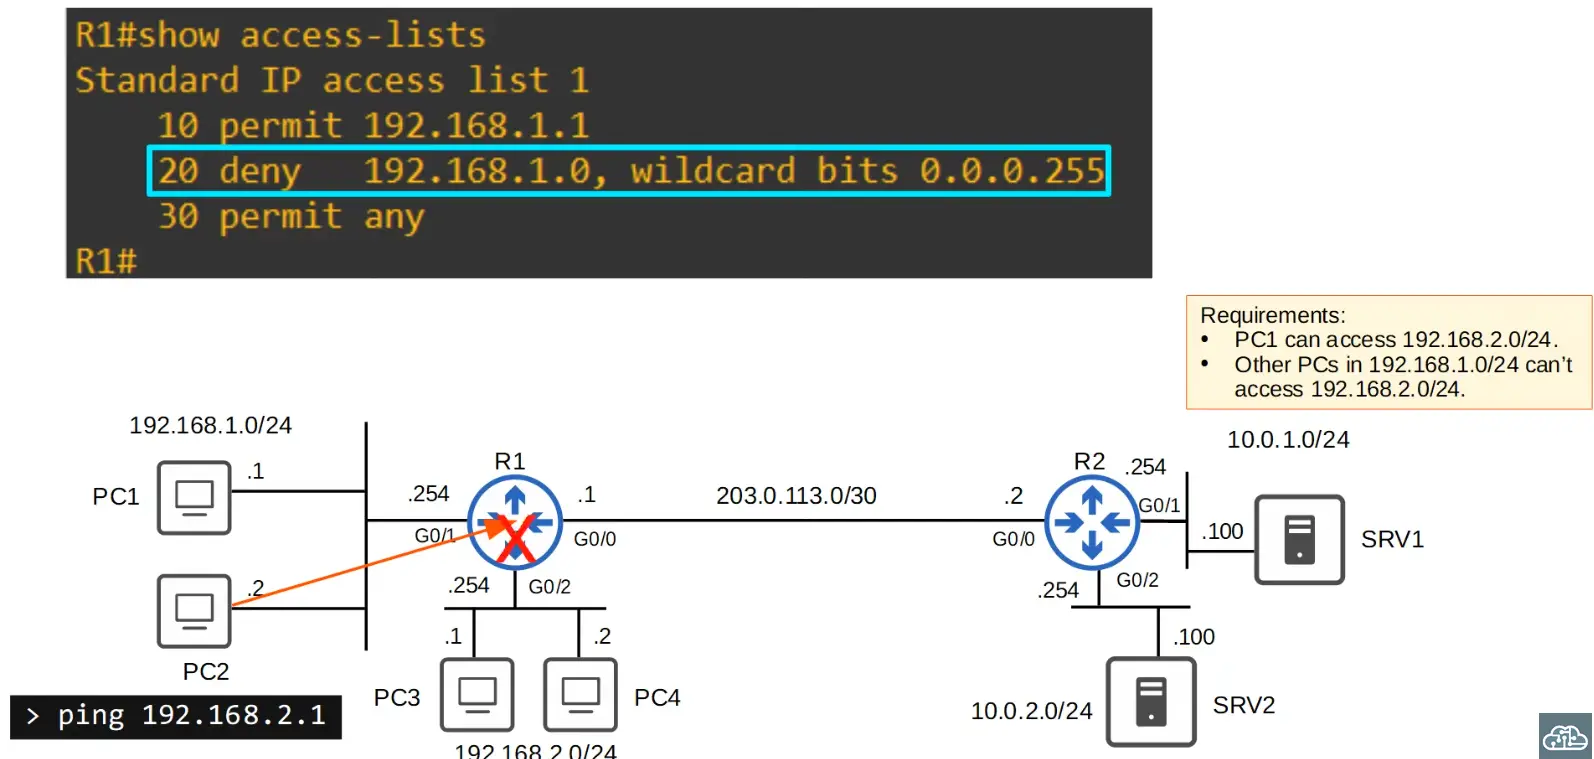 R1#show access-lists
Standard IP access list 1
10 permit 192.168.1.1
20 deny 192.168.1.0, wildcard bits 0.0.0.255
30 permit any
R1#
Requirements:
• PC1 can access 192.168.2.0/24.
• Other PCs in 192.168.1.0/24 can't
access 192.168.2.0/24.
192.168.1.0/24
10.0.1.0/24
R1
R2
.254
.1
PC1
.254
.1
203.0.113.0/30
.2
G0/1
G0/1
G0/0
G0/0
.100
SRV1
.2
.254
G0/2
.254
G0/2
.1
.2
.100
PC2
PC3
PC4
10.0.2.0/24
SRV2
> ping 192.168.2.1
192.168.2.0/24